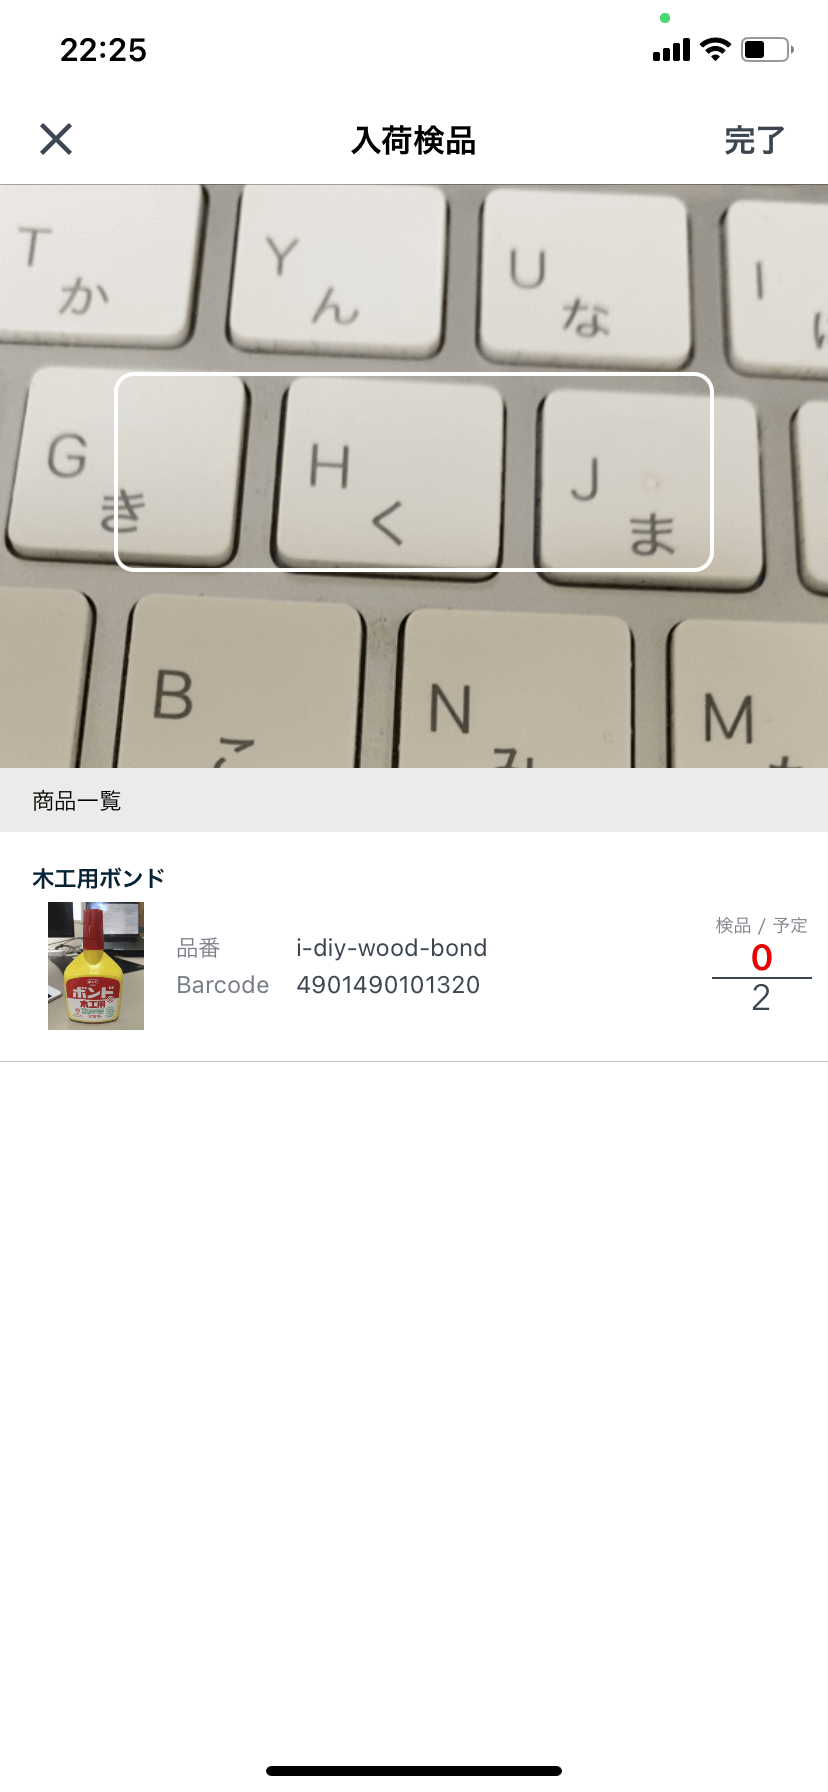 22:25
入荷検品
完了
T
か
Y
ん
U
な
I
G
き
H
く
J
ま
B
こ
N
み
M
商品一覧
木工用ボンド
ボンド
木工用
品番 i-diy-wood-bond
Barcode 4901490101320
検品 / 予定
0
2